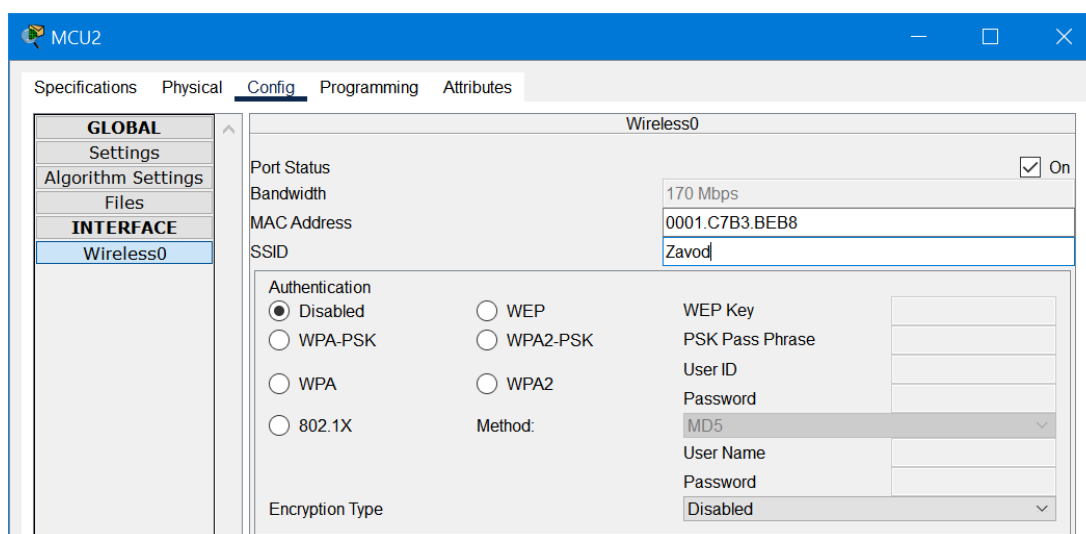 MCU2
Specifications Physical Config Programming Attributes
GLOBAL
Settings
Algorithm Settings
Files
INTERFACE
Wireless0
Wireless0
Port Status On
Bandwidth 170 Mbps
MAC Address 0001.C7B3.BEB8
SSID Zavod
Authentication
Disabled WEP WEP Key
WPA-PSK WPA2-PSK PSK Pass Phrase
User ID
WPA WPA2
Password
802.1X Method: MD5
User Name
Password
Encryption Type Disabled